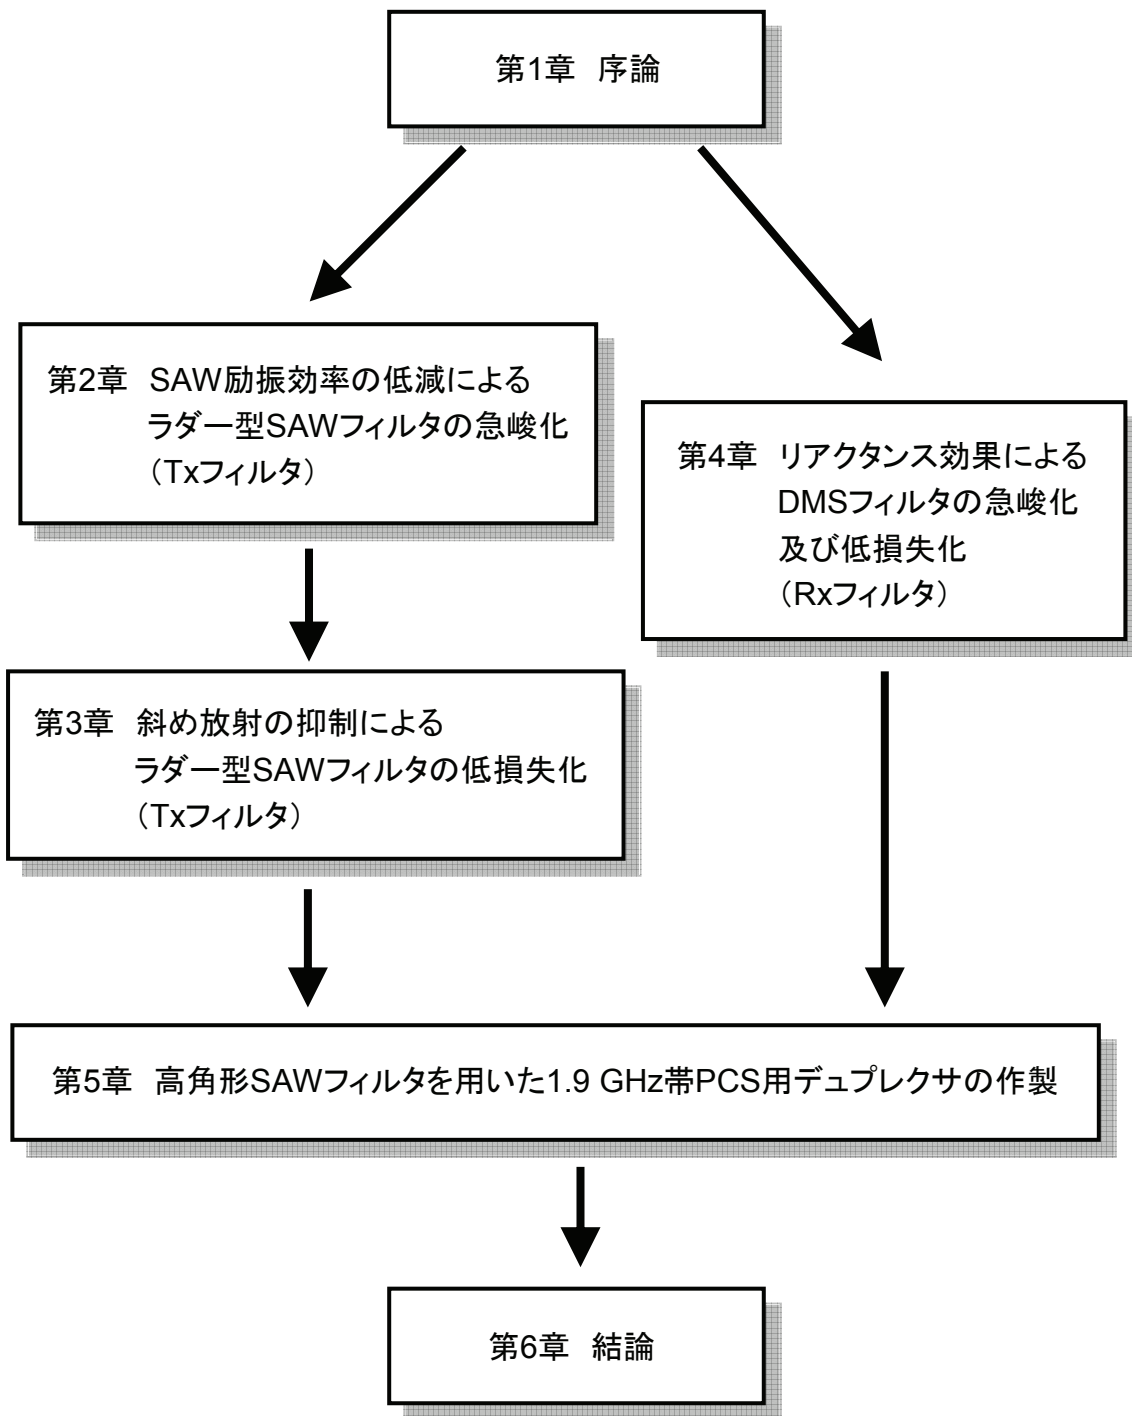 第1章 序論
第2章 SAW励振効率の低減による
ラダー型SAWフィルタの急峻化
（Txフィルタ）
第4章 リアクタンス効果による
DMSフィルタの急峻化
及び低損失化
（Rxフィルタ）
第3章 斜め放射の抑制による
ラダー型SAWフィルタの低損失化
（Txフィルタ）
第5章 高角形SAWフィルタを用いた1.9 GHz帯PCS用デュプレクサの作製
第6章 結論